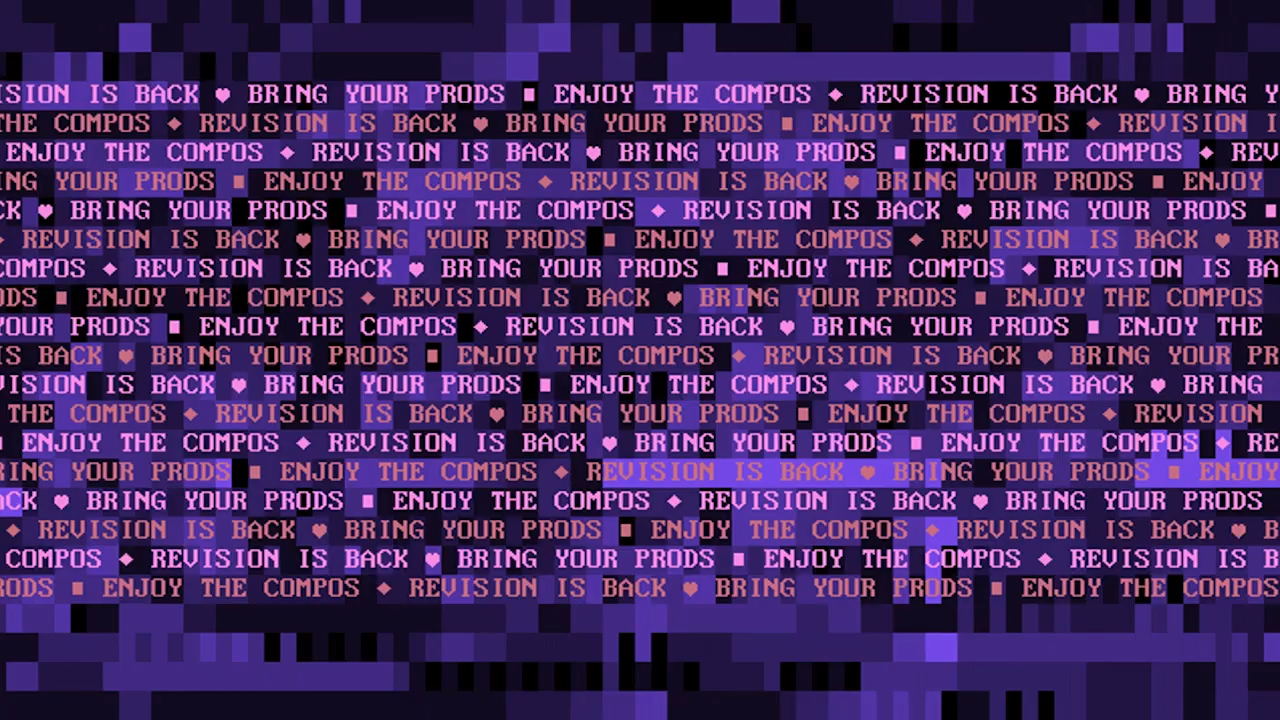 ISION IS BACK ♥ BRING YOUR PRODS ■ ENJOY THE COMPOS ♦ REVISION IS BACK ♥ BRING Y
THE COMPOS ♦ REVISION IS BACK ♥ BRING YOUR PRODS ■ ENJOY THE COMPOS ♦ REVISION I
ENJOY THE COMPOS ♦ REVISION IS BACK ♥ BRING YOUR PRODS ■ ENJOY THE COMPOS ♦ REV
NG YOUR PRODS ■ ENJOY THE COMPOS ♦ REVISION IS BACK ♥ BRING YOUR PRODS ■ ENJOY
CK ♥ BRING YOUR PRODS ■ ENJOY THE COMPOS ♦ REVISION IS BACK ♥ BRING YOUR PRODS ■
♦ REVISION IS BACK ♥ BRING YOUR PRODS ■ ENJOY THE COMPOS ♦ REVISION IS BACK ♥ BR
COMPOS ♦ REVISION IS BACK ♥ BRING YOUR PRODS ■ ENJOY THE COMPOS ♦ REVISION IS BA
ODS ■ ENJOY THE COMPOS ♦ REVISION IS BACK ♥ BRING YOUR PRODS ■ ENJOY THE COMPOS
YOUR PRODS ■ ENJOY THE COMPOS ♦ REVISION IS BACK ♥ BRING YOUR PRODS ■ ENJOY THE
IS BACK ♥ BRING YOUR PRODS ■ ENJOY THE COMPOS ♦ REVISION IS BACK ♥ BRING YOUR PR
VISION IS BACK ♥ BRING YOUR PRODS ■ ENJOY THE COMPOS ♦ REVISION IS BACK ♥ BRING
THE COMPOS ♦ REVISION IS BACK ♥ BRING YOUR PRODS ■ ENJOY THE COMPOS ♦ REVISION
■ ENJOY THE COMPOS ♦ REVISION IS BACK ♥ BRING YOUR PRODS ■ ENJOY THE COMPOS ♦ RE
RING YOUR PRODS ■ ENJOY THE COMPOS ♦ REVISION IS BACK ♥ BRING YOUR PRODS ■ ENJOY
ACK ♥ BRING YOUR PRODS ■ ENJOY THE COMPOS ♦ REVISION IS BACK ♥ BRING YOUR PRODS
♦ REVISION IS BACK ♥ BRING YOUR PRODS ■ ENJOY THE COMPOS ♦ REVISION IS BACK ♥ B
COMPOS ♦ REVISION IS BACK ♥ BRING YOUR PRODS ■ ENJOY THE COMPOS ♦ REVISION IS B
RODS ■ ENJOY THE COMPOS ♦ REVISION IS BACK ♥ BRING YOUR PRODS ■ ENJOY THE COMPOS